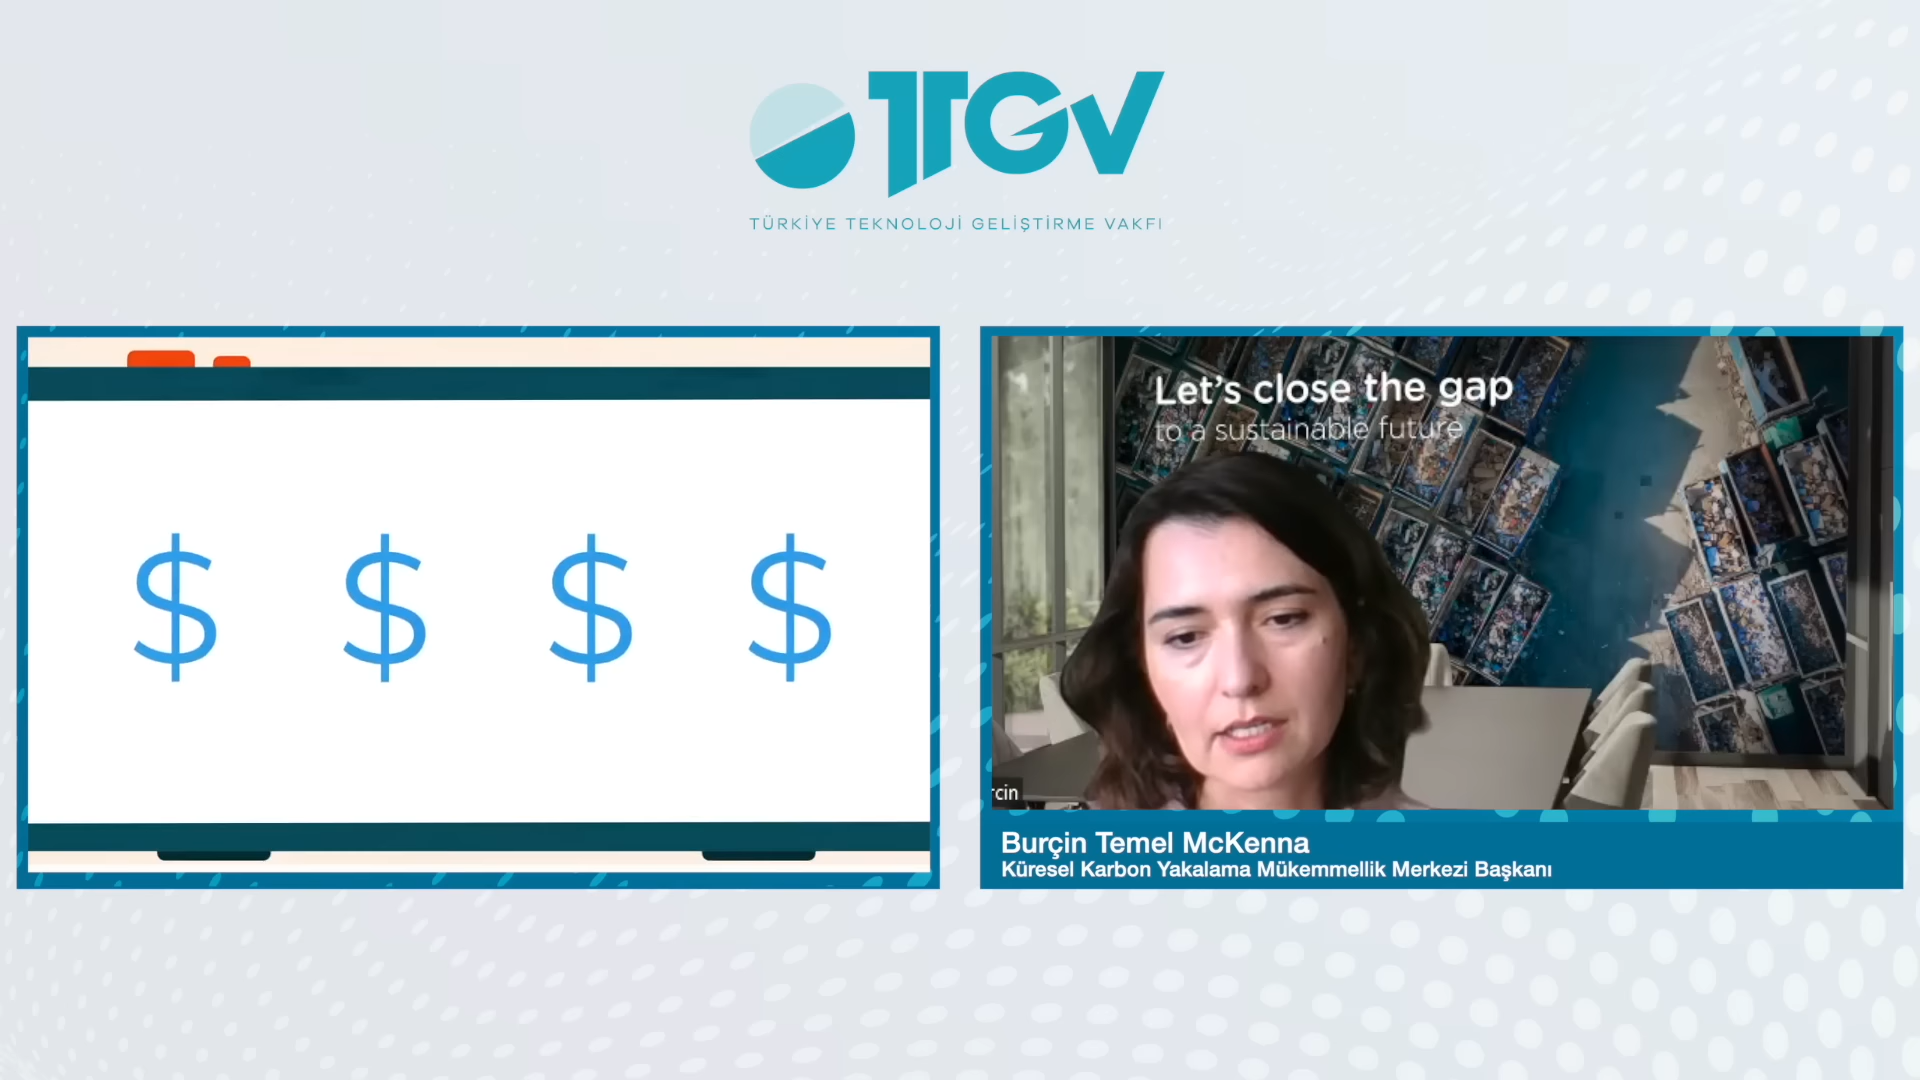 TTGV
TÜRKİYE TEKNOLOJİ GELİŞTİRME VAKFI
$ $ $ $
Let's close the gap
to a sustainable future
rcin
Burçin Temel McKenna
Küresel Karbon Yakalama Mükemmellik Merkezi Başkanı